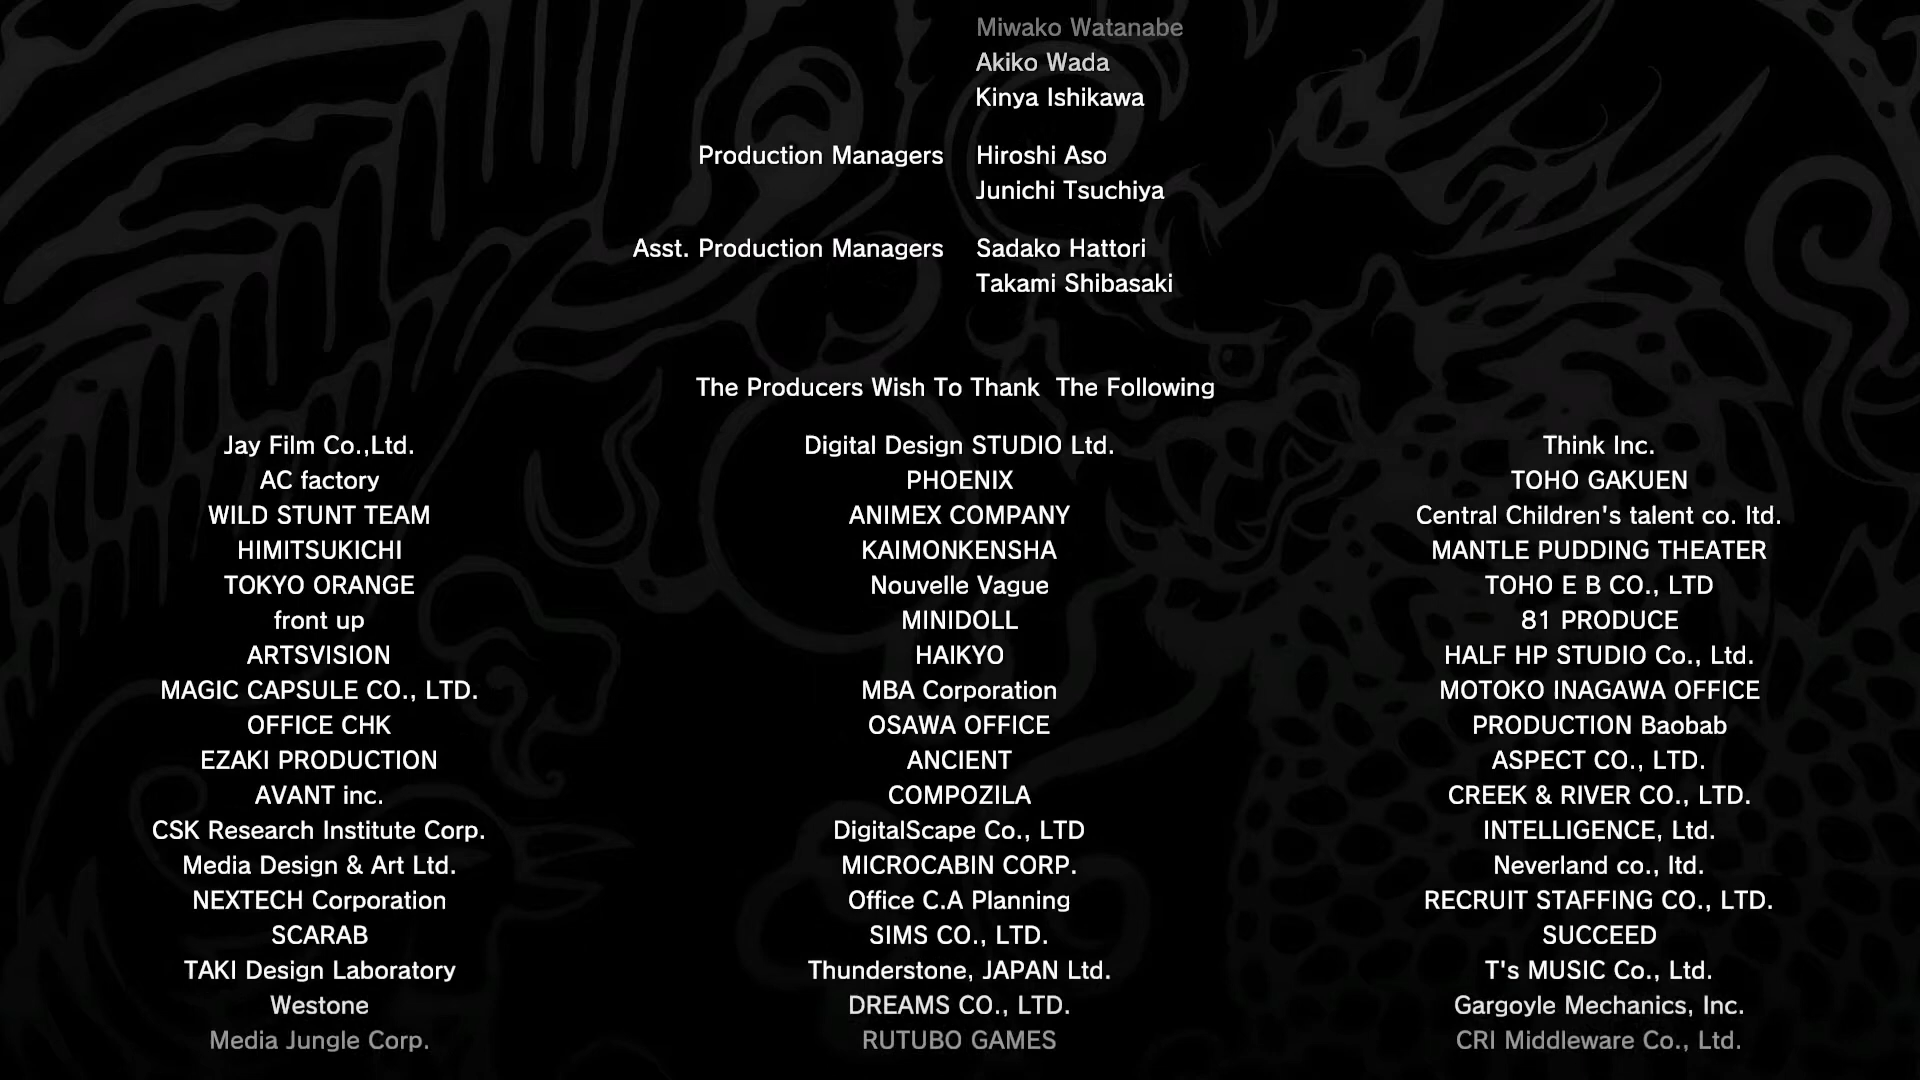 Miwako Watanabe
Akiko Wada
Kinya Ishikawa
Production Managers Hiroshi Aso
Junichi Tsuchiya
Asst. Production Managers Sadako Hattori
Takami Shibasaki
The Producers Wish To Thank  The Following
Jay Film Co.,Ltd. Digital Design STUDIO Ltd. Think Inc.
AC factory PHOENIX TOHO GAKUEN
WILD STUNT TEAM ANIMEX COMPANY Central Children's talent co. ltd.
HIMITSUKICHI KAIMONKENSHA MANTLE PUDDING THEATER
TOKYO ORANGE Nouvelle Vague TOHO E B CO., LTD
front up MINIDOLL 81 PRODUCE
ARTSVISION HAIKYO HALF HP STUDIO Co., Ltd.
MAGIC CAPSULE CO., LTD. MBA Corporation MOTOKO INAGAWA OFFICE
OFFICE CHK OSAWA OFFICE PRODUCTION Baobab
EZAKI PRODUCTION ANCIENT ASPECT CO., LTD.
AVANT inc. COMPOZILA CREEK & RIVER CO., LTD.
CSK Research Institute Corp. DigitalScape Co., LTD INTELLIGENCE, Ltd.
Media Design & Art Ltd. MICROCABIN CORP. Neverland co., ltd.
NEXTECH Corporation Office C.A Planning RECRUIT STAFFING CO., LTD.
SCARAB SIMS CO., LTD. SUCCEED
TAKI Design Laboratory Thunderstone, JAPAN Ltd. T's MUSIC Co., Ltd.
Westone DREAMS CO., LTD. Gargoyle Mechanics, Inc.
Media Jungle Corp. RUTUBO GAMES CRI Middleware Co., Ltd.